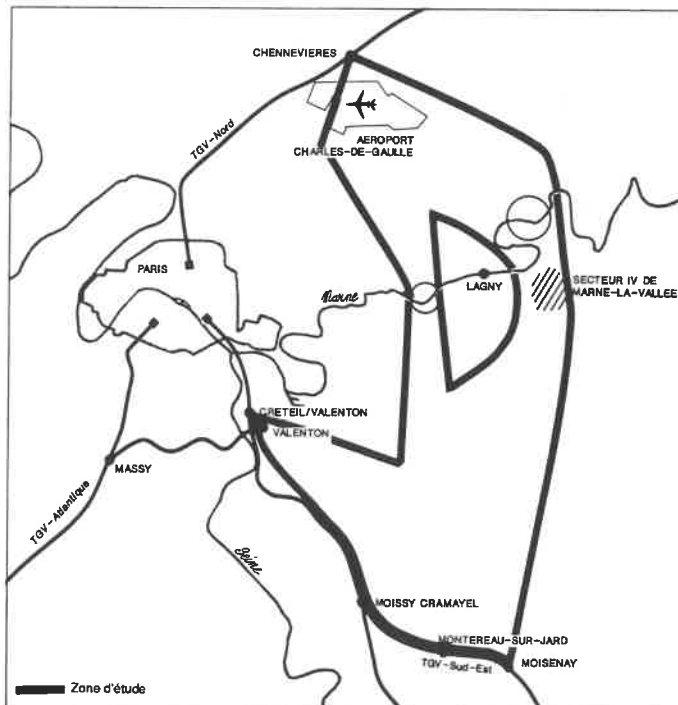 CHENNEVIERES
TGV-Nord
AEROPORT
CHARLES-DE-GAULLE
PARIS
Marne
LAGNY
SECTEUR IV DE
MARNE-LA-VALLEE
CRETEIL/VALENTON
VALENTON
MASSY
TGV-Atlantique
Seine
MOISSY CRAMAYEL
MONTEREAU-SUR-JARD
TGV-Sud-Est
MOISENAY
Zone d'étude